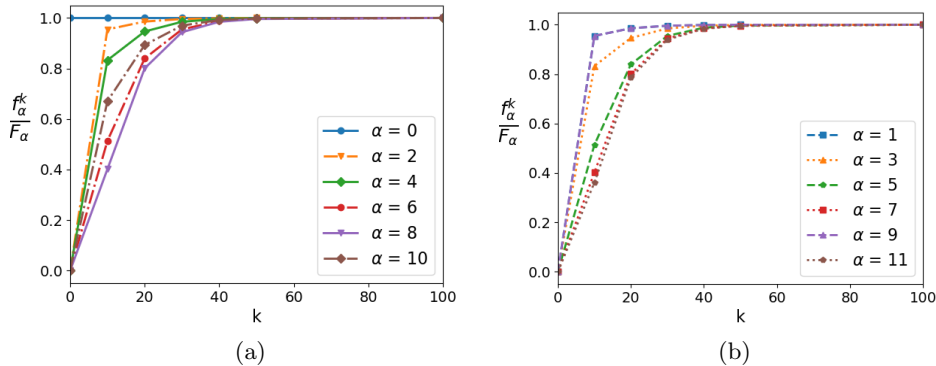 1.0
0.8
0.6
0.4
0.2
0.0
f_α^k / F_α
α = 0
α = 2
α = 4
α = 6
α = 8
α = 10
0 20 40 60 80 100
k
(a)
1.0
0.8
0.6
0.4
0.2
0.0
f_α^k / F_α
α = 1
α = 3
α = 5
α = 7
α = 9
α = 11
0 20 40 60 80 100
k
(b)